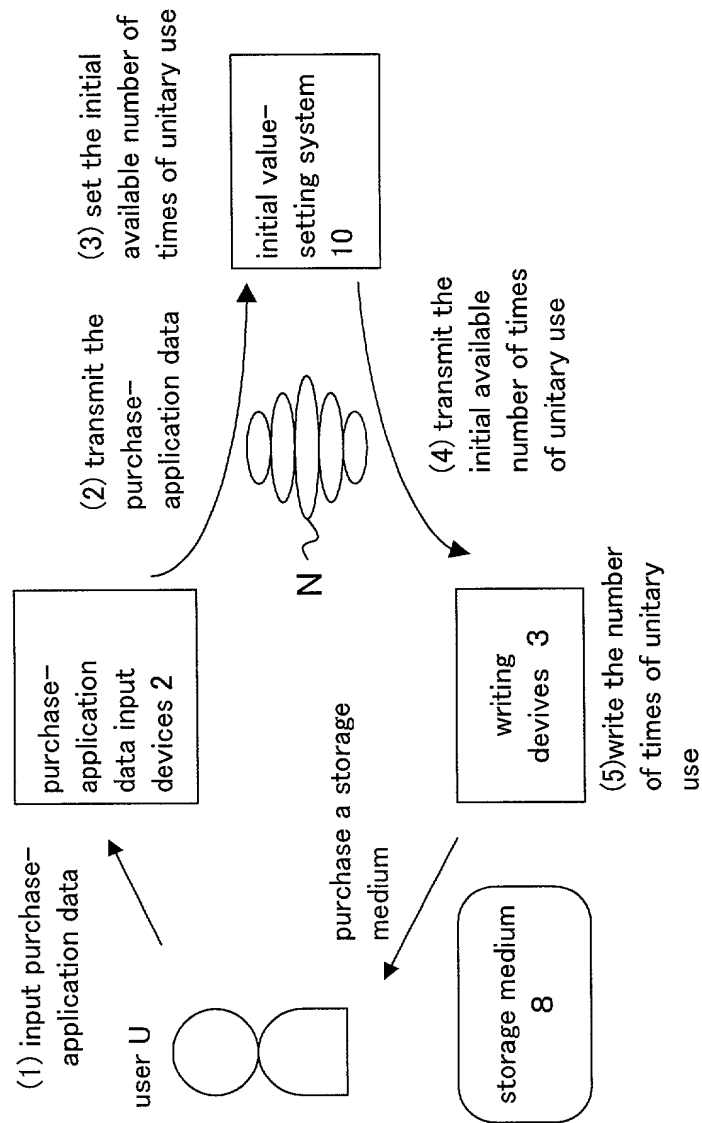 (1) input purchase-
application data
user U
purchase-
application
data input
devices 2
(2) transmit the
purchase-
application data
(3) set the initial
available number of
times of unitary use
initial value-
setting system
10
N
(4) transmit the
initial available
number of times
of unitary use
writing
devives 3
(5)write the number
of times of unitary
use
purchase a storage
medium
storage medium
8